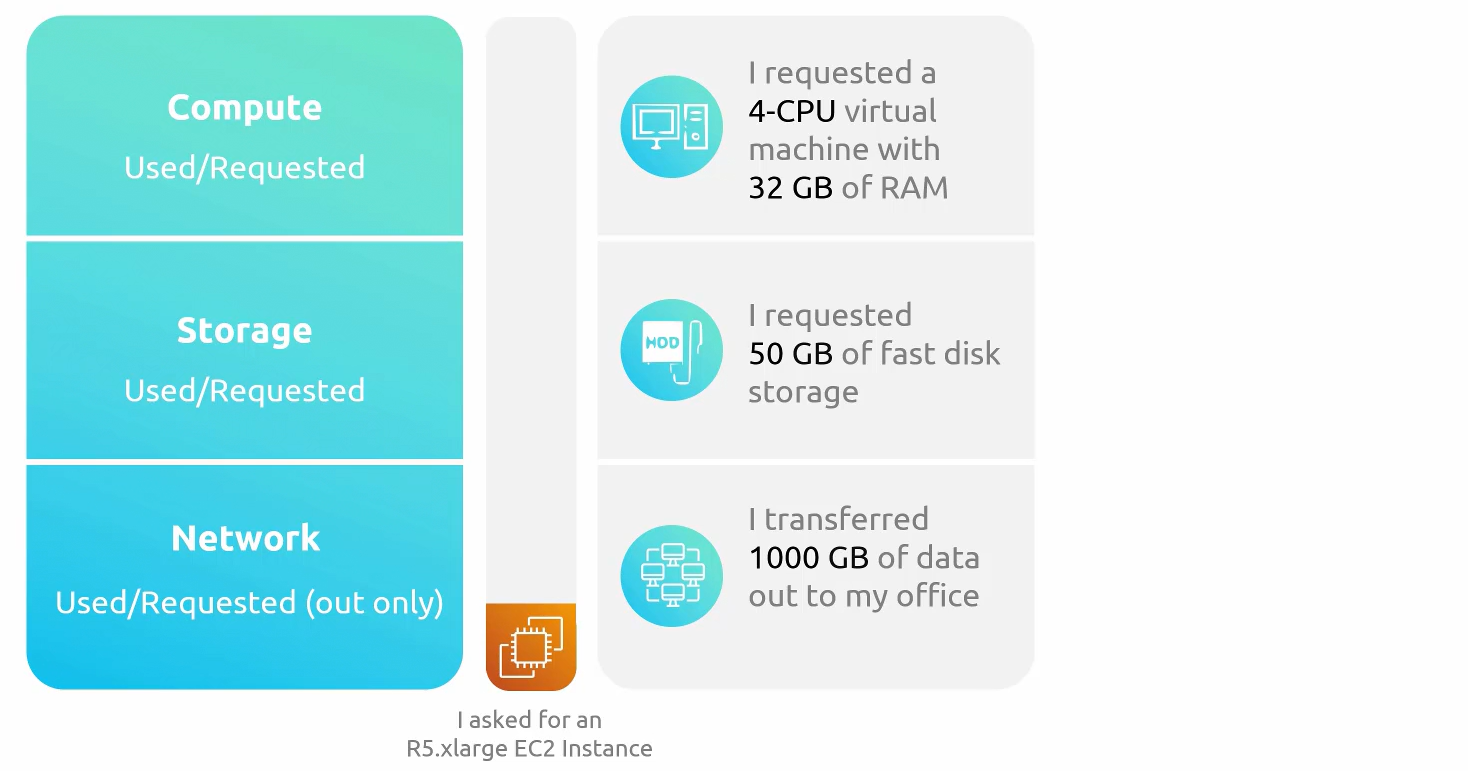 Compute
Used/Requested
Storage
Used/Requested
Network
Used/Requested (out only)
I asked for an
R5.xlarge EC2 Instance
I requested a
4-CPU virtual
machine with
32 GB of RAM
HDD
I requested
50 GB of fast disk
storage
I transferred
1000 GB of data
out to my office